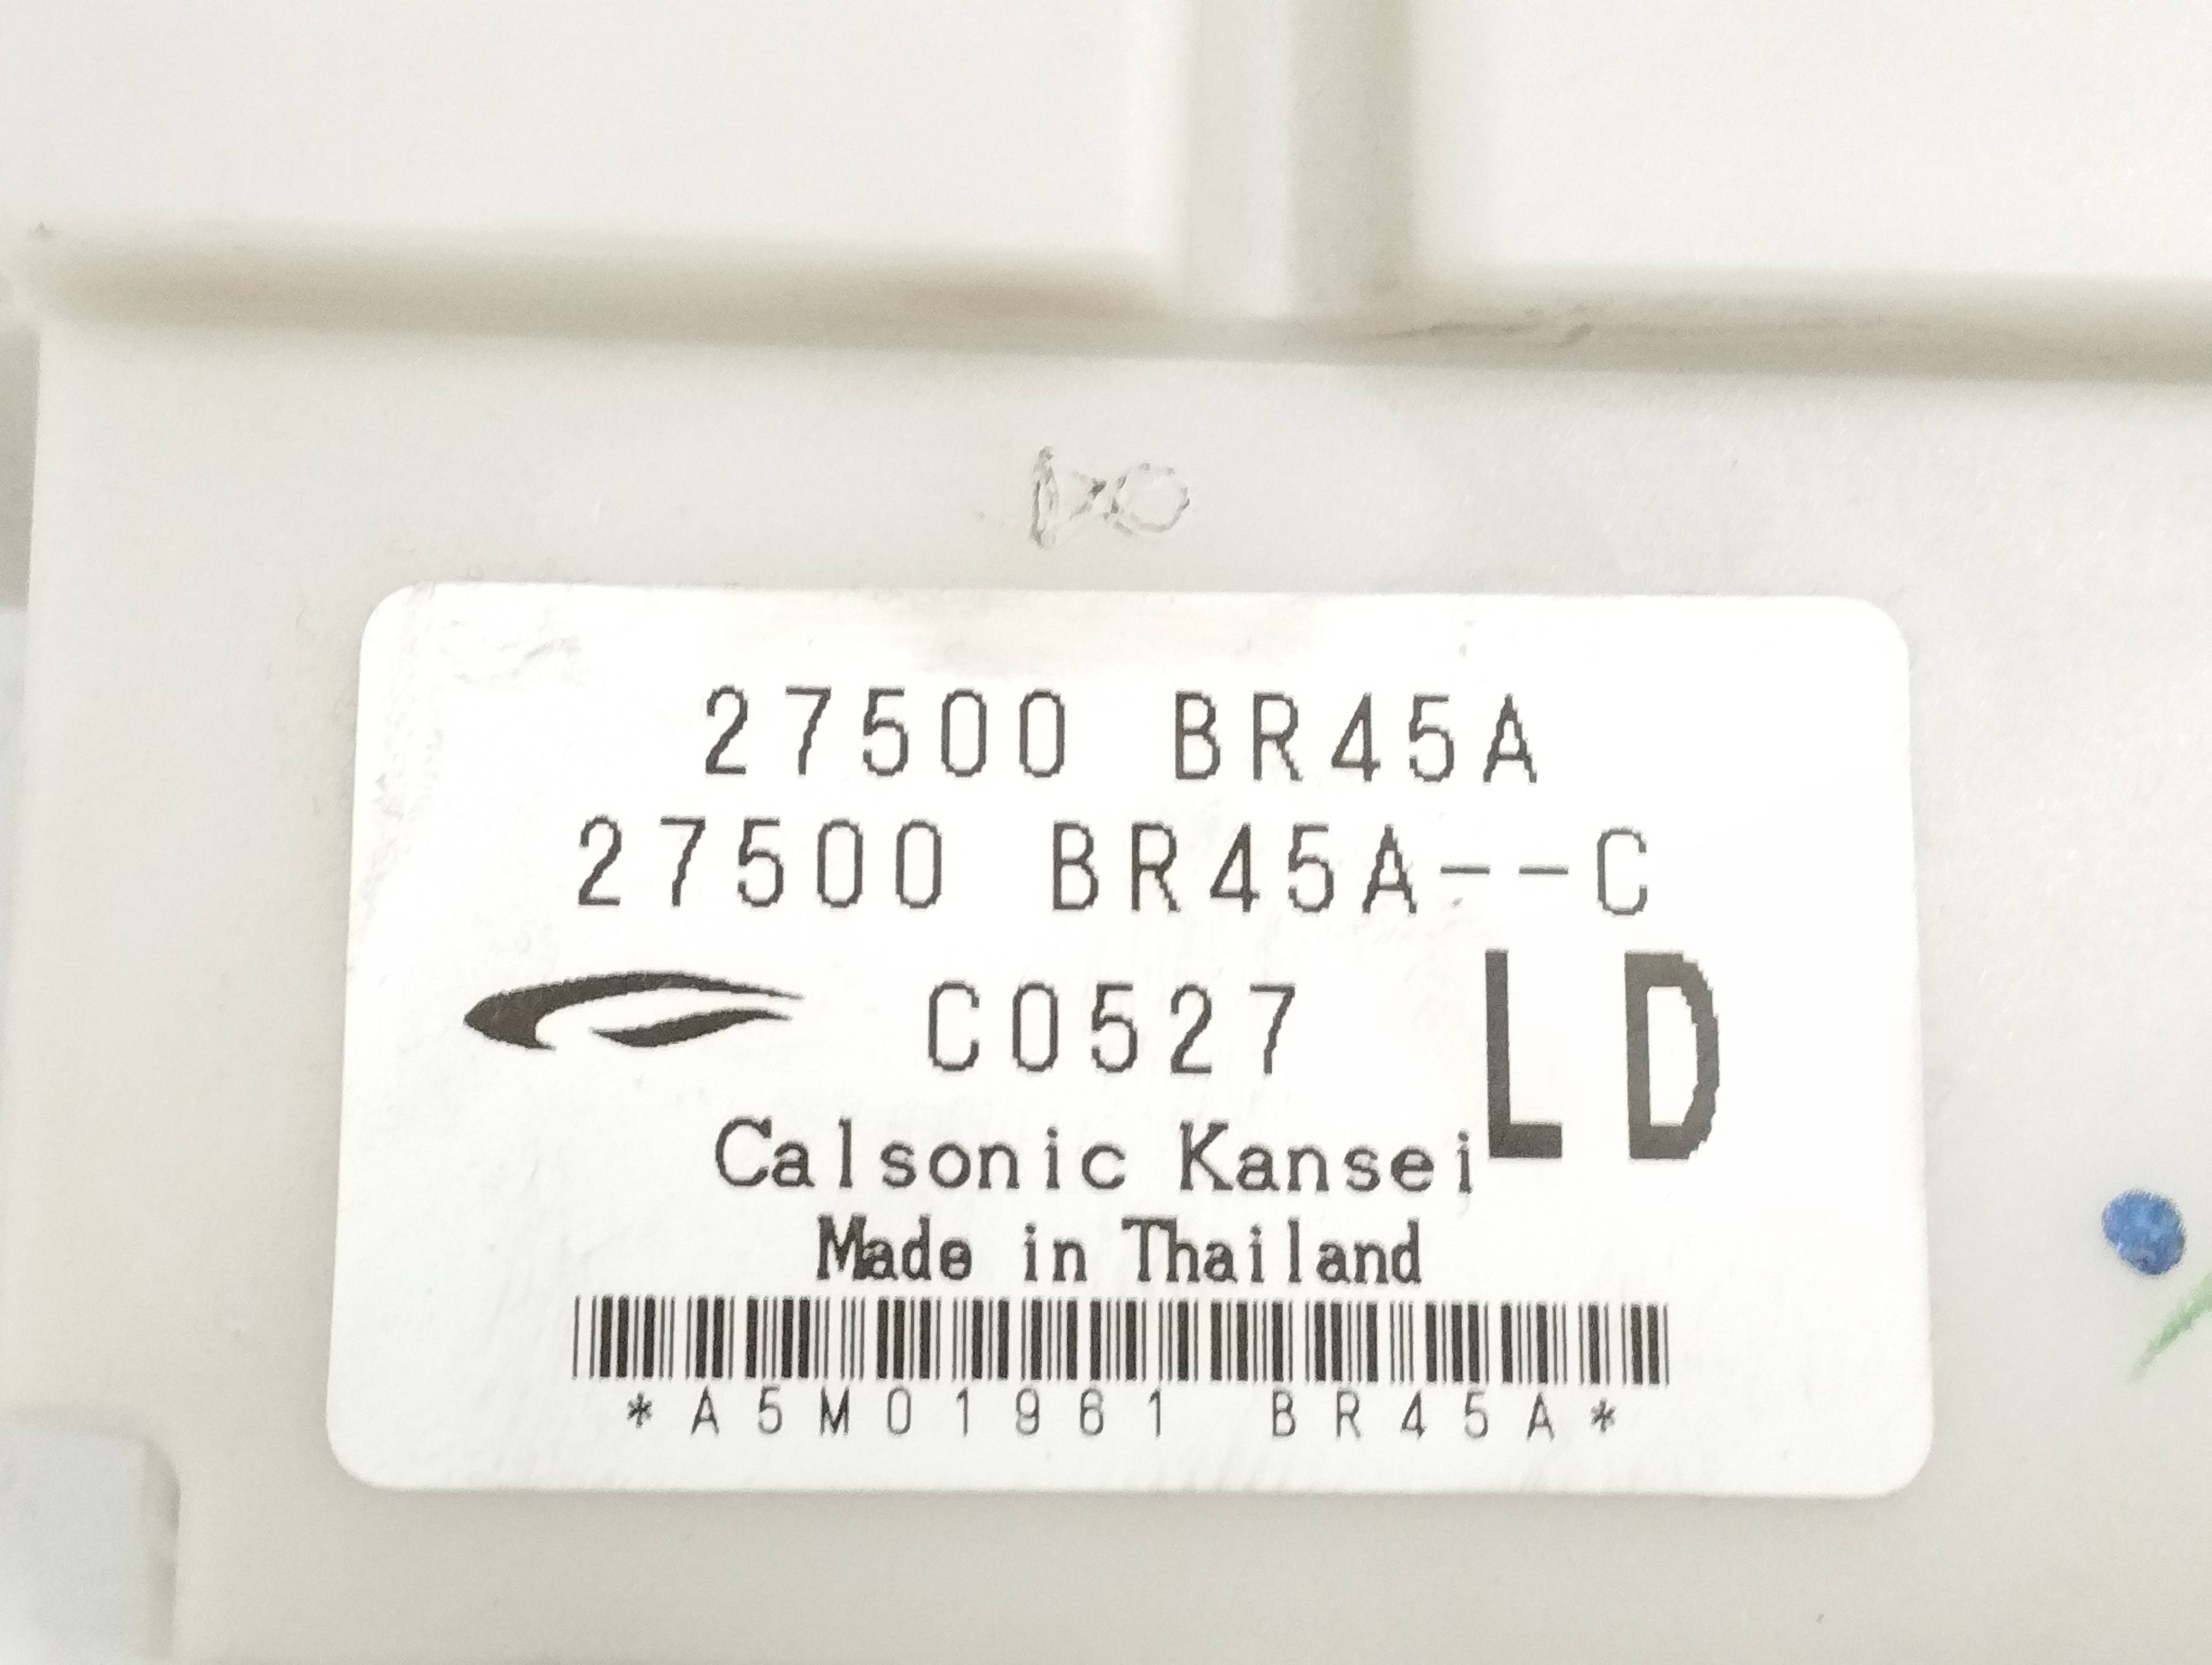 27500 BR45A
27500 BR45A--C
C0527 LD
Calsonic Kansei
Made in Thailand
*A5M01961 BR45A*